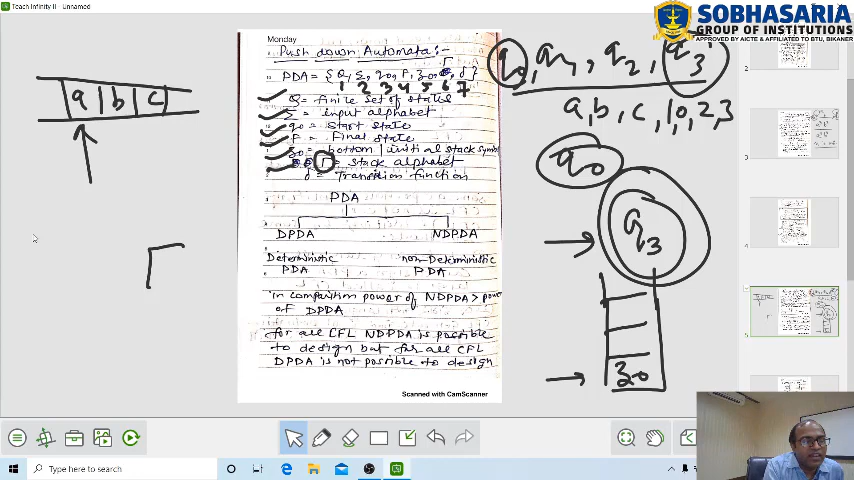 Teach Infinity II - Unnamed
SOBHASARIA
GROUP OF INSTITUTIONS
APPROVED BY AICTE & AFFILIATED TO BTU, BIKANER
Monday
Push down Automata:-
Γ
PDA = { Q, Σ, q0, F, z0, , δ }
1 2 3 4 5 6 7
Q = finite set of states
Σ = input alphabet
q0 = Start state
F = Final state
z0 = bottom | initial stack symbol
Γ = stack alphabet
δ = Transition function
PDA
DPDA NDPDA
Deterministic non-Deterministic
PDA PDA
In comparision power of NDPDA > power
of DPDA
for all CFL NDPDA is possible
to design but for all CFL
DPDA is not possible to design
Scanned with CamScanner
a b c
Γ
q0, q1, q2, q3
a, b, c, 1, 0, 2, 3
q0
q3
z0
2
3
4
5
Type here to search